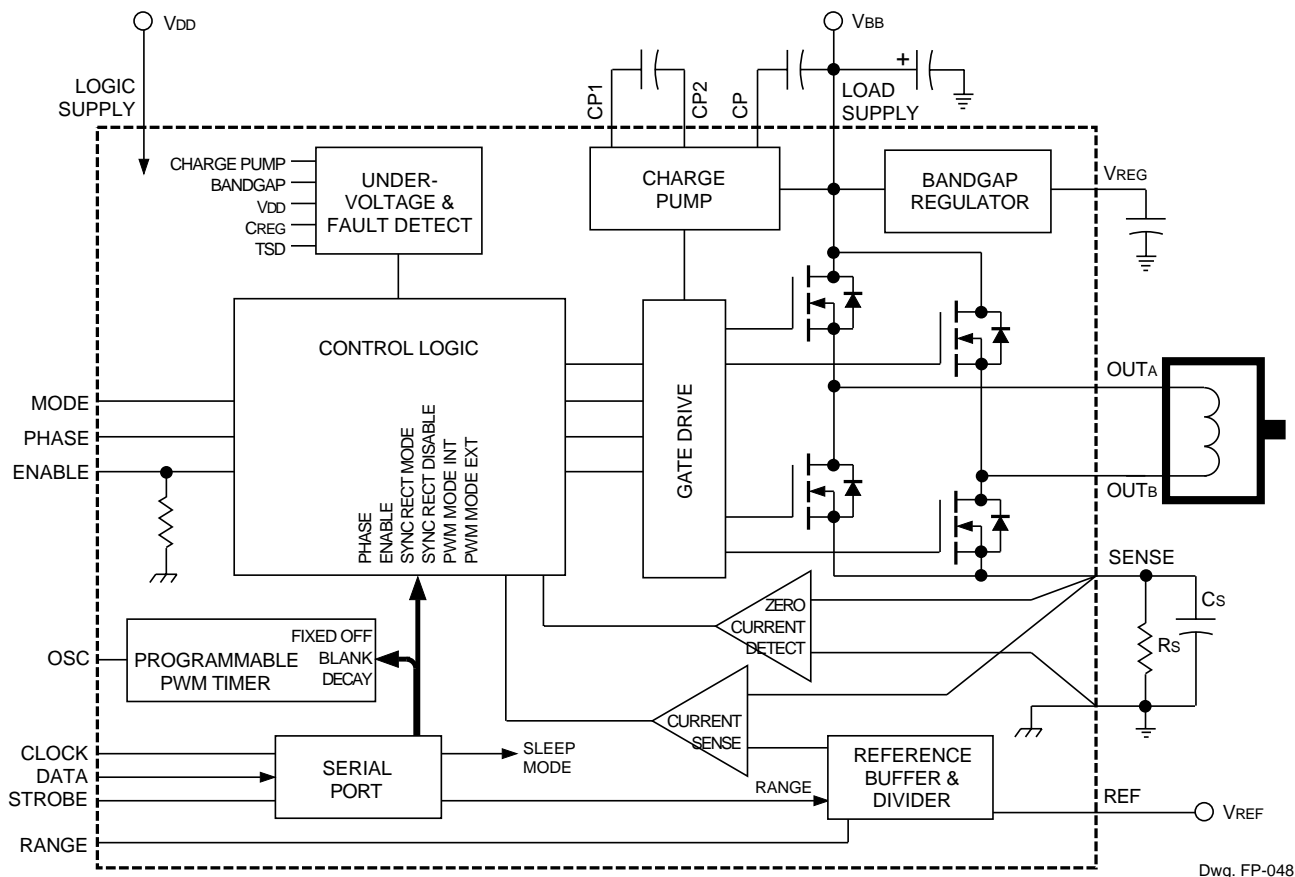 VDD
VBB
LOGIC
SUPPLY
CP1
CP2
CP
+
LOAD
SUPPLY
CHARGE PUMP
BANDGAP
VDD
CREG
TSD
UNDER-
VOLTAGE &
FAULT DETECT
CHARGE
PUMP
BANDGAP
REGULATOR
VREG
CONTROL LOGIC
MODE
PHASE
ENABLE
PHASE
ENABLE
SYNC RECT MODE
SYNC RECT DISABLE
PWM MODE INT
PWM MODE EXT
GATE DRIVE
OUTA
OUTB
SENSE
CS
RS
ZERO
CURRENT
DETECT
OSC
PROGRAMMABLE
PWM TIMER
FIXED OFF
BLANK
DECAY
CURRENT
SENSE
CLOCK
DATA
STROBE
SERIAL
PORT
SLEEP
MODE
RANGE
REFERENCE
BUFFER &
DIVIDER
REF
VREF
RANGE
Dwg. FP-048